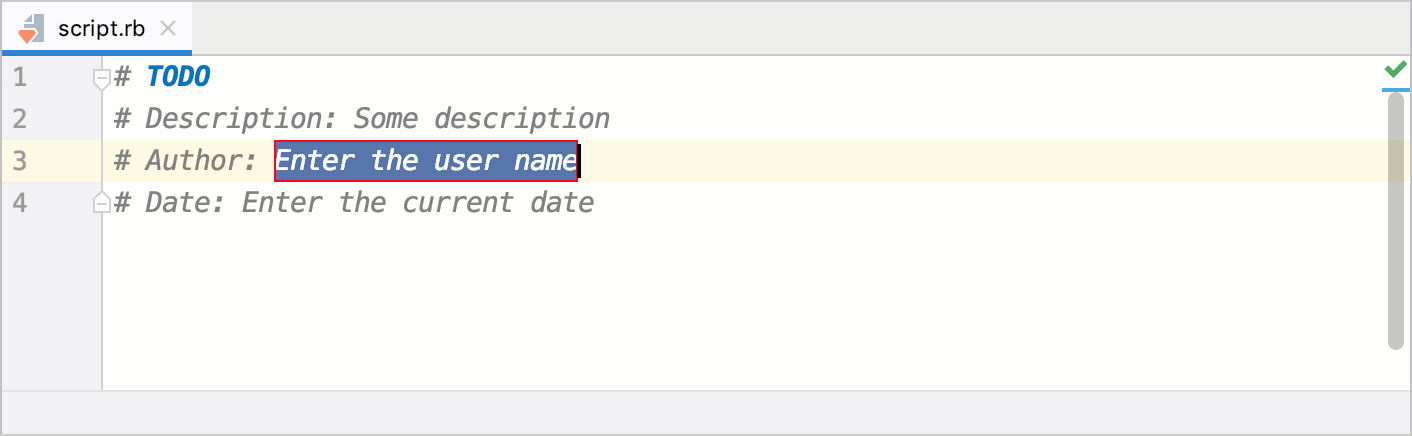 script.rb
1 # TODO
2 # Description: Some description
3 # Author: Enter the user name
4 # Date: Enter the current date